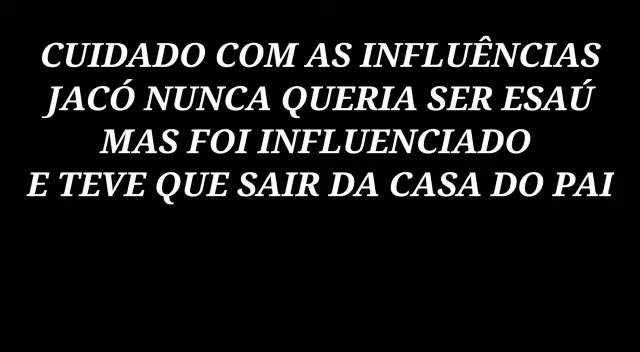 CUIDADO COM AS INFLUÊNCIAS
JACÓ NUNCA QUERIA SER ESAÚ
MAS FOI INFLUENCIADO
E TEVE QUE SAIR DA CASA DO PAI